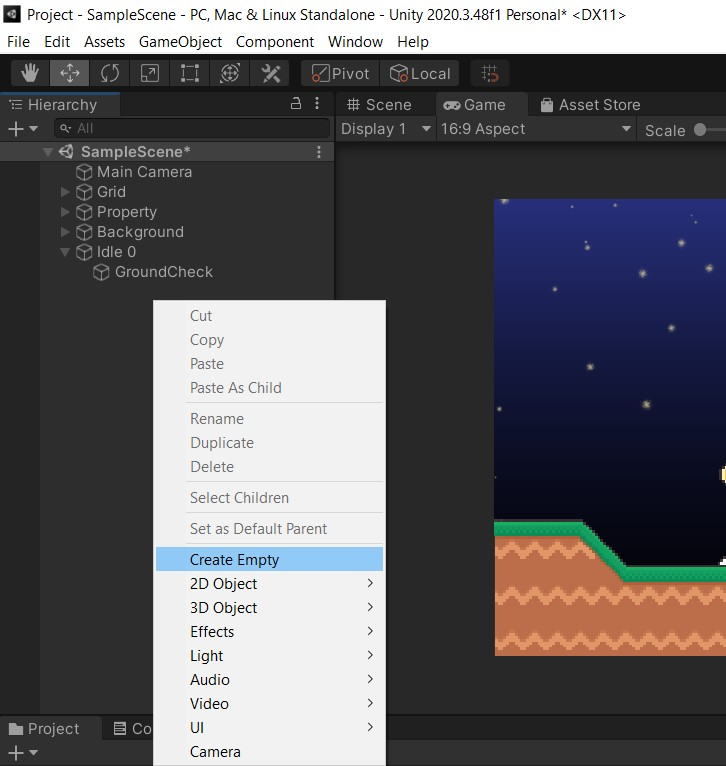 Project - SampleScene - PC, Mac & Linux Standalone - Unity 2020.3.48f1 Personal* <DX11>
File Edit Assets GameObject Component Window Help
Pivot Local
Hierarchy Scene Game Asset Store
All Display 1 16:9 Aspect Scale
SampleScene*
Main Camera
Grid
Property
Background
Idle 0
GroundCheck
Cut
Copy
Paste
Paste As Child
Rename
Duplicate
Delete
Select Children
Set as Default Parent
Create Empty
2D Object
3D Object
Effects
Light
Audio
Video
UI
Camera
Project Co